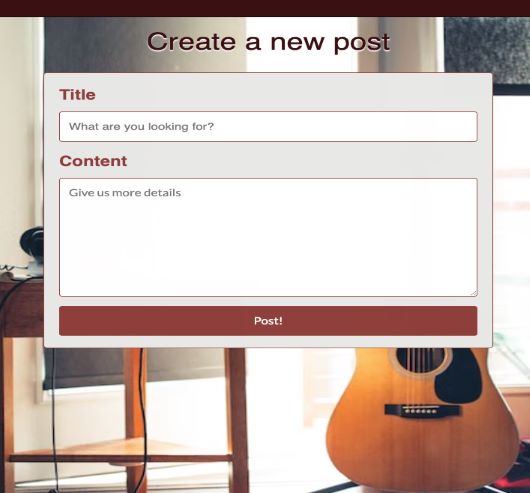 Create a new post
Title
What are you looking for?
Content
Give us more details
Post!